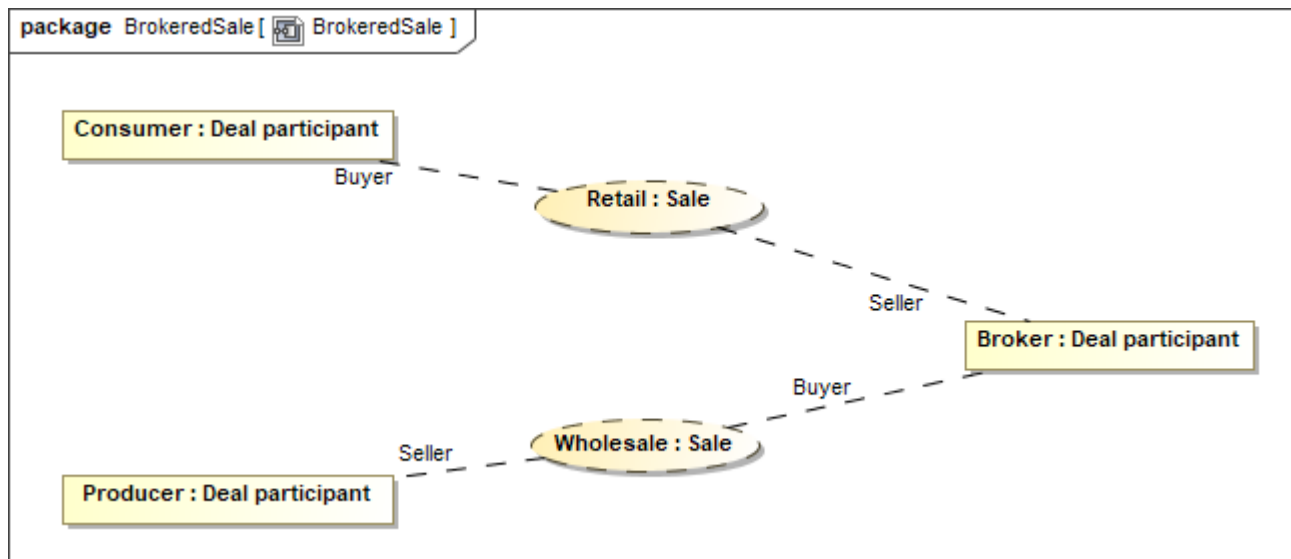 package BrokeredSale [ BrokeredSale ]
Consumer : Deal participant
Buyer
Retail : Sale
Seller
Broker : Deal participant
Buyer
Wholesale : Sale
Seller
Producer : Deal participant